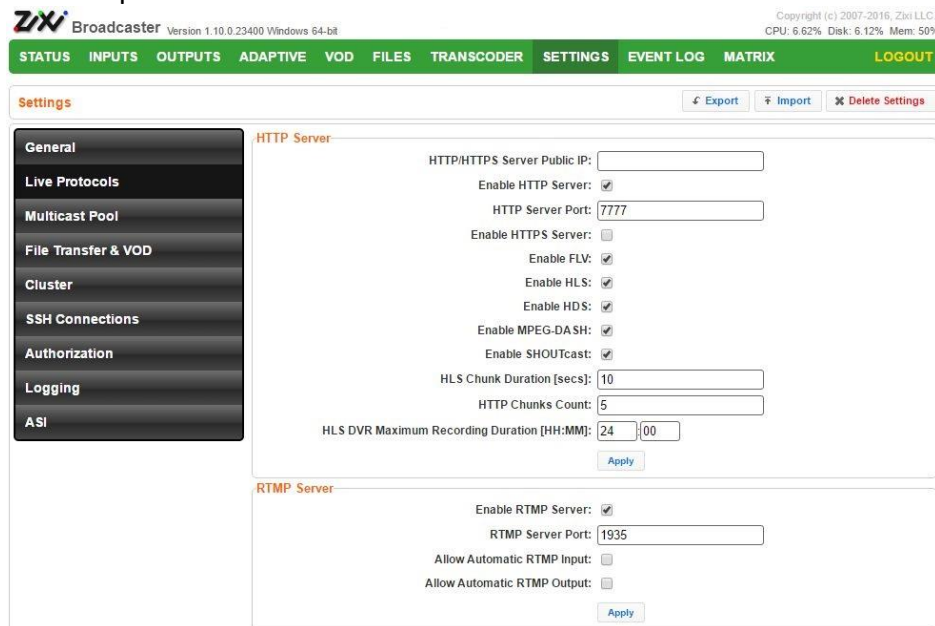 Zixi Broadcaster Version 1.10.0.23400 Windows 64-bit
Copyright (c) 2007-2016, Zixi LLC.
CPU: 6.62% Disk: 6.12% Mem: 50%
STATUS INPUTS OUTPUTS ADAPTIVE VOD FILES TRANSCODER SETTINGS EVENT LOG MATRIX LOGOUT
Settings Export Import Delete Settings
General
Live Protocols
Multicast Pool
File Transfer & VOD
Cluster
SSH Connections
Authorization
Logging
ASI
HTTP Server
HTTP/HTTPS Server Public IP:
Enable HTTP Server:
HTTP Server Port: 7777
Enable HTTPS Server:
Enable FLV:
Enable HLS:
Enable HDS:
Enable MPEG-DASH:
Enable SHOUTcast:
HLS Chunk Duration [secs]: 10
HTTP Chunks Count: 5
HLS DVR Maximum Recording Duration [HH:MM]: 24 : 00
Apply
RTMP Server
Enable RTMP Server:
RTMP Server Port: 1935
Allow Automatic RTMP Input:
Allow Automatic RTMP Output:
Apply